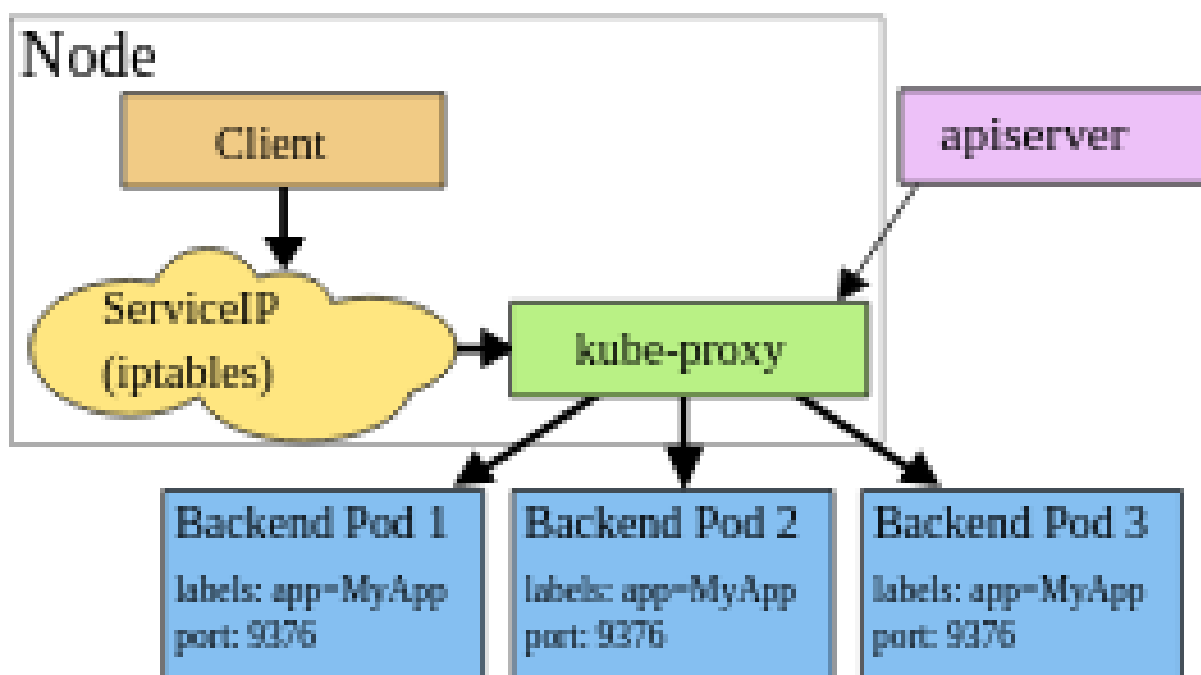 Node
Client
apiserver
ServiceIP
(iptables)
kube-proxy
Backend Pod 1
labels: app=MyApp
port: 9376
Backend Pod 2
labels: app=MyApp
port: 9376
Backend Pod 3
labels: app=MyApp
port: 9376